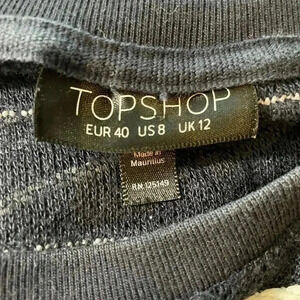 TOPSHOP
EUR 40 US 8 UK 12
Made in
Mauritius
RN 125149